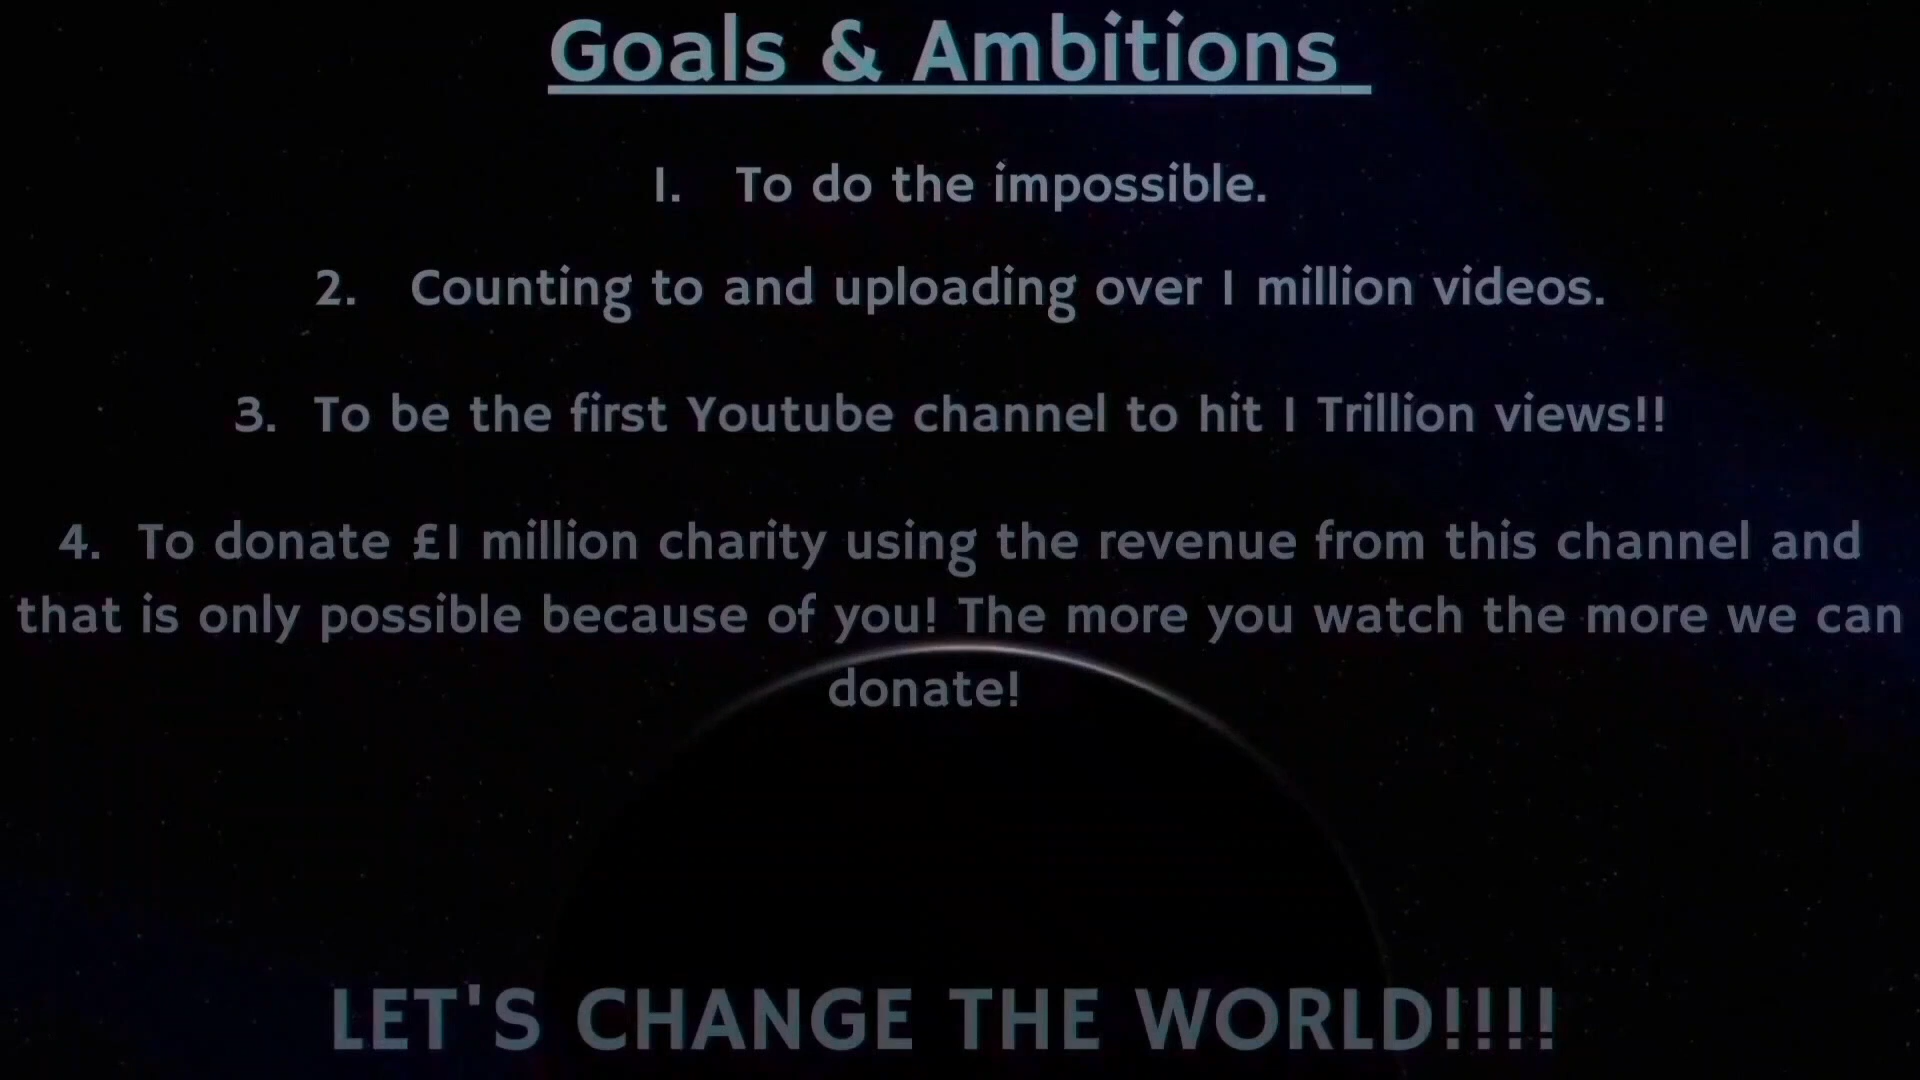 Goals & Ambitions
1. To do the impossible.
2. Counting to and uploading over 1 million videos.
3. To be the first Youtube channel to hit 1 Trillion views!!
4. To donate £1 million charity using the revenue from this channel and
that is only possible because of you! The more you watch the more we can
donate!
LET'S CHANGE THE WORLD!!!!